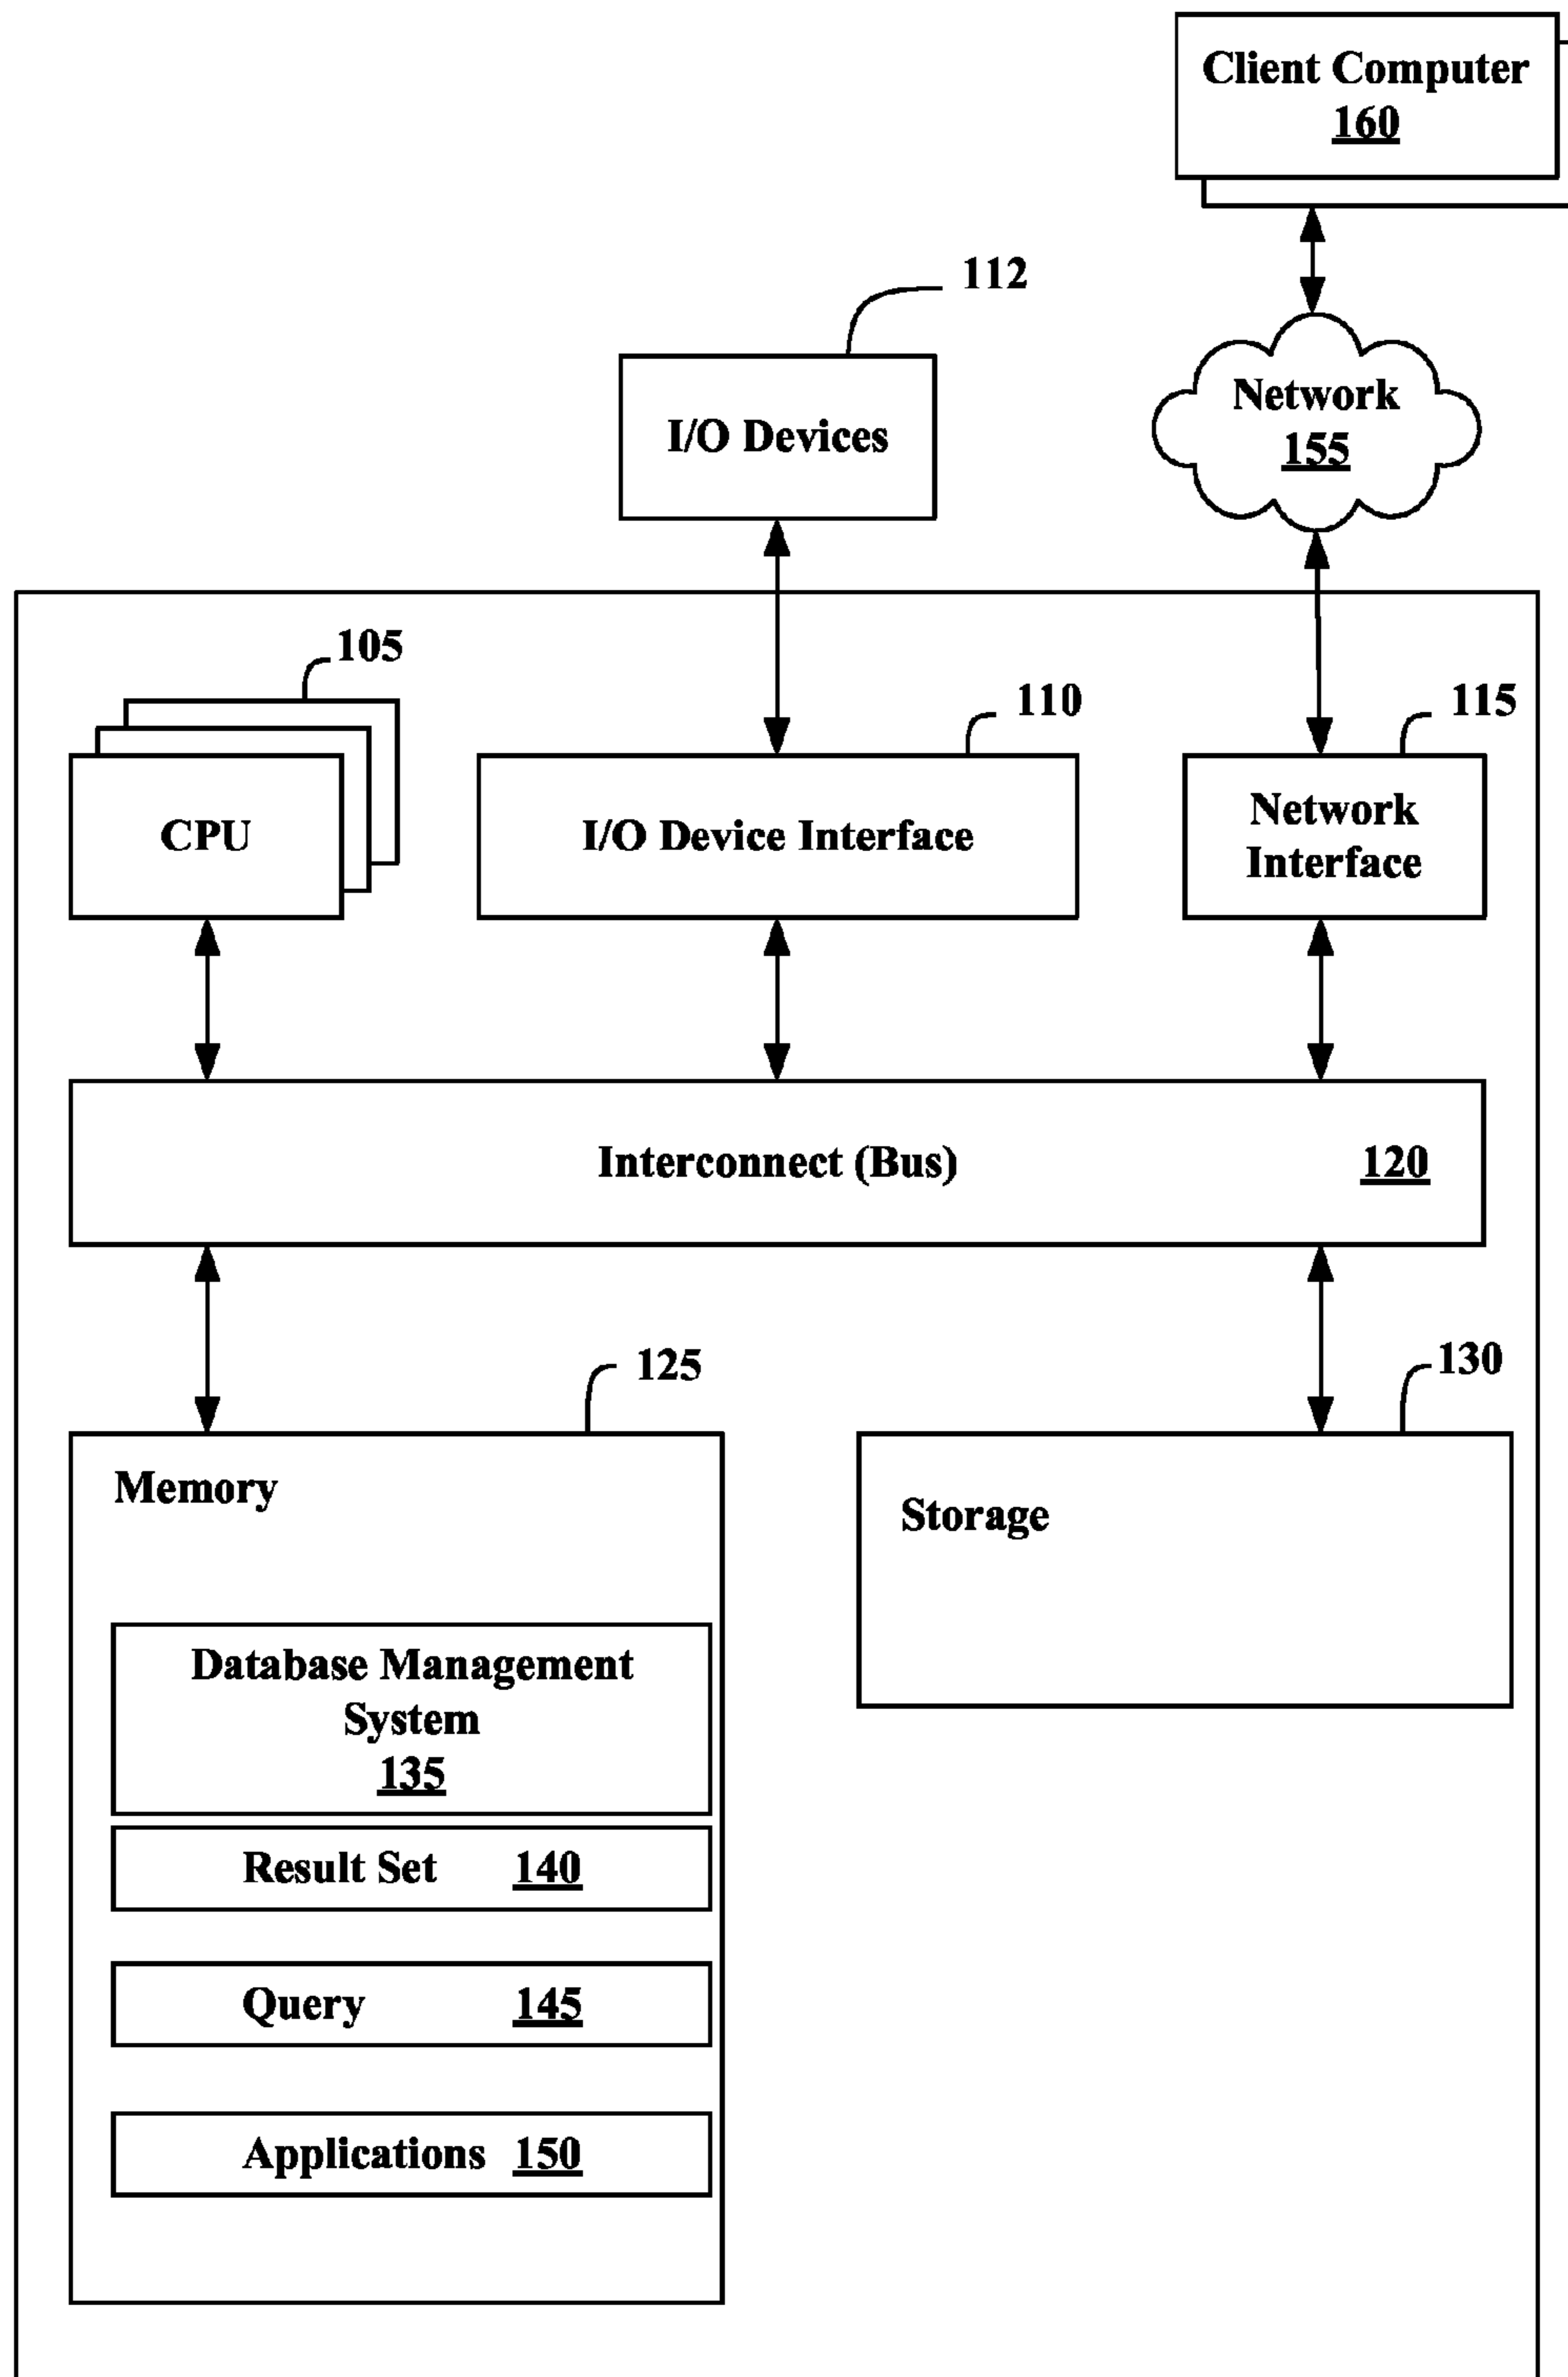 Client Computer
160
112
I/O Devices
Network
155
105
110
115
CPU
I/O Device Interface
Network
Interface
Interconnect (Bus)
120
125
130
Memory
Storage
Database Management
System
135
Result Set 140
Query 145
Applications 150